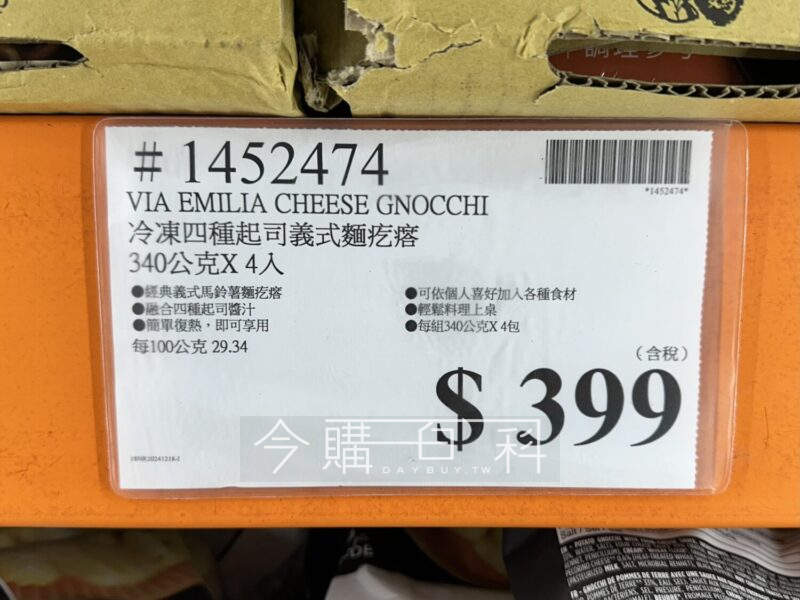 #1452474
*1452474*
VIA EMILIA CHEESE GNOCCHI
冷凍四種起司義式麵疙瘩
340公克X 4入
●經典義式馬鈴薯麵疙瘩
●融合四種起司醬汁
●簡單復熱，即可享用
●可依個人喜好加入各種食材
●輕鬆料理上桌
●每組340公克X 4包
每100公克 29.34
(含稅)
$ 399
今購百科
DAYBUY.TW